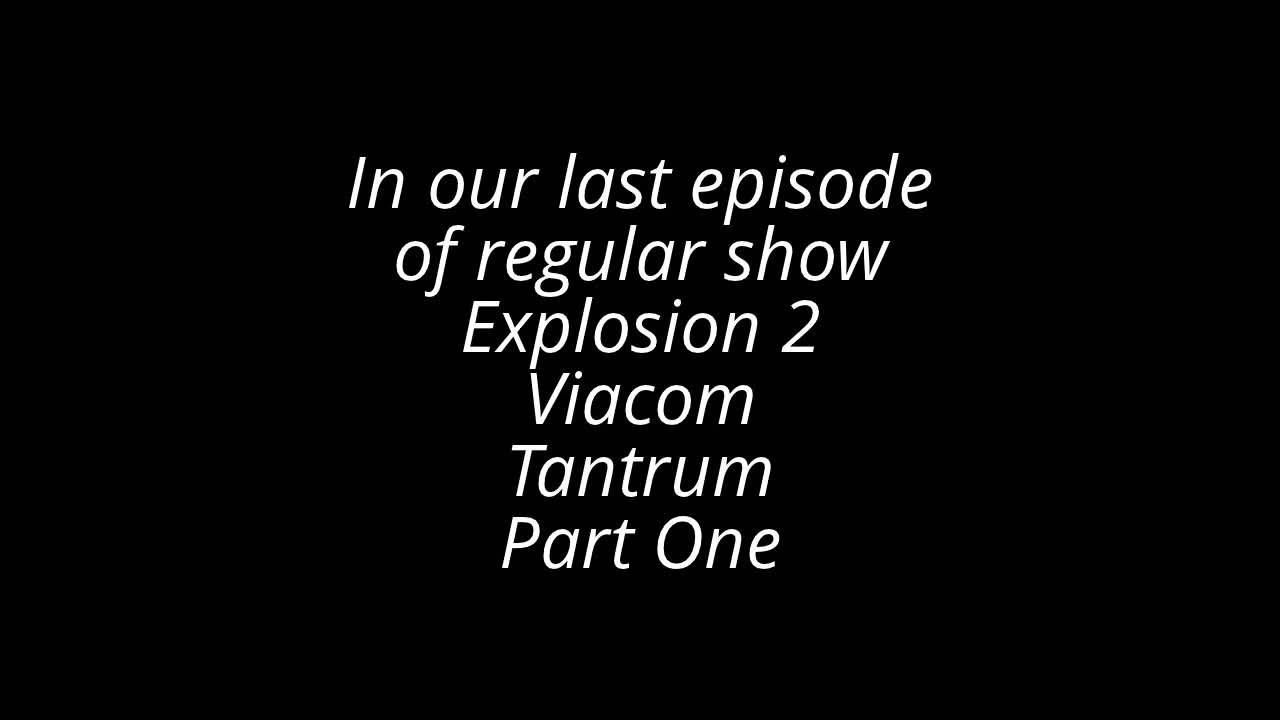 In our last episode
of regular show
Explosion 2
Viacom
Tantrum
Part One